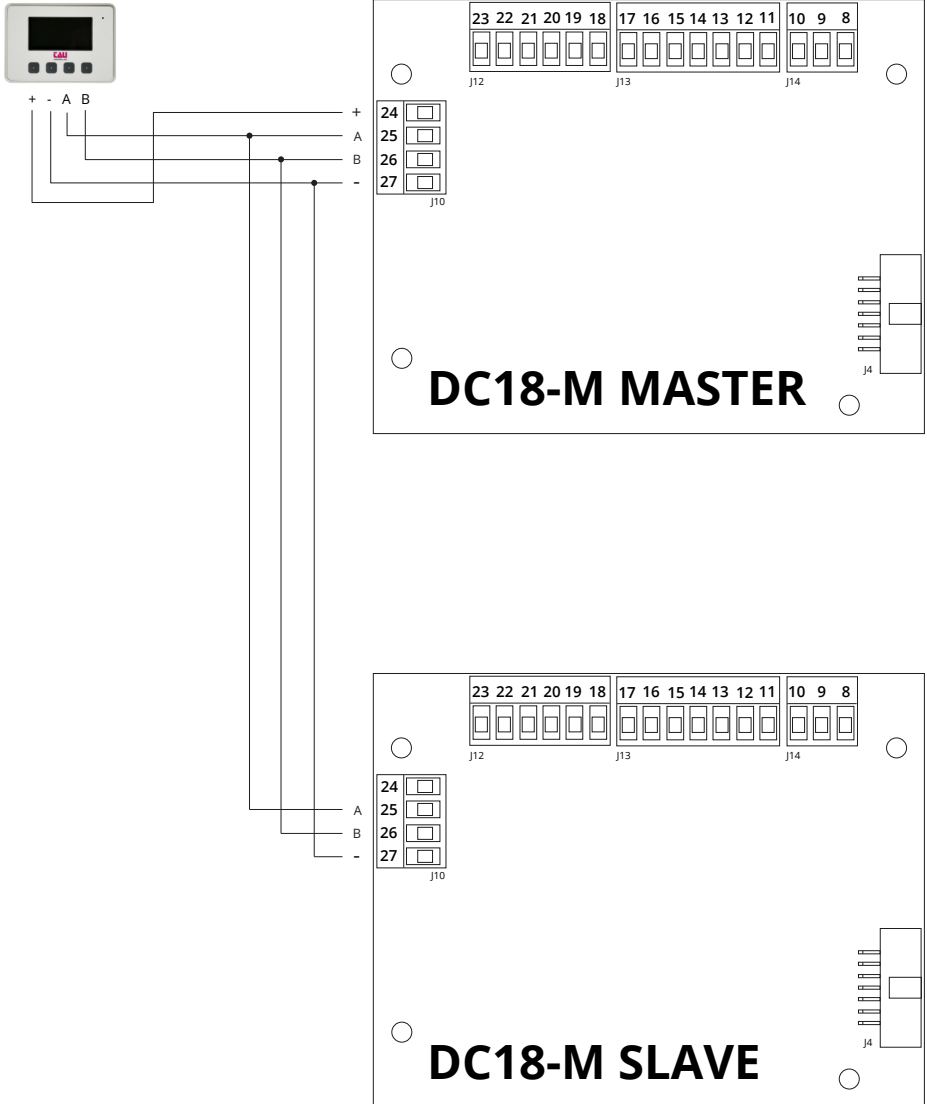 23 22 21 20 19 18 17 16 15 14 13 12 11 10 9 8
J12 J13 J14
TAU
+ - A B
+ 24
A 25
B 26
- 27
J10
J4
DC18-M MASTER
23 22 21 20 19 18 17 16 15 14 13 12 11 10 9 8
J12 J13 J14
24
A 25
B 26
- 27
J10
J4
DC18-M SLAVE